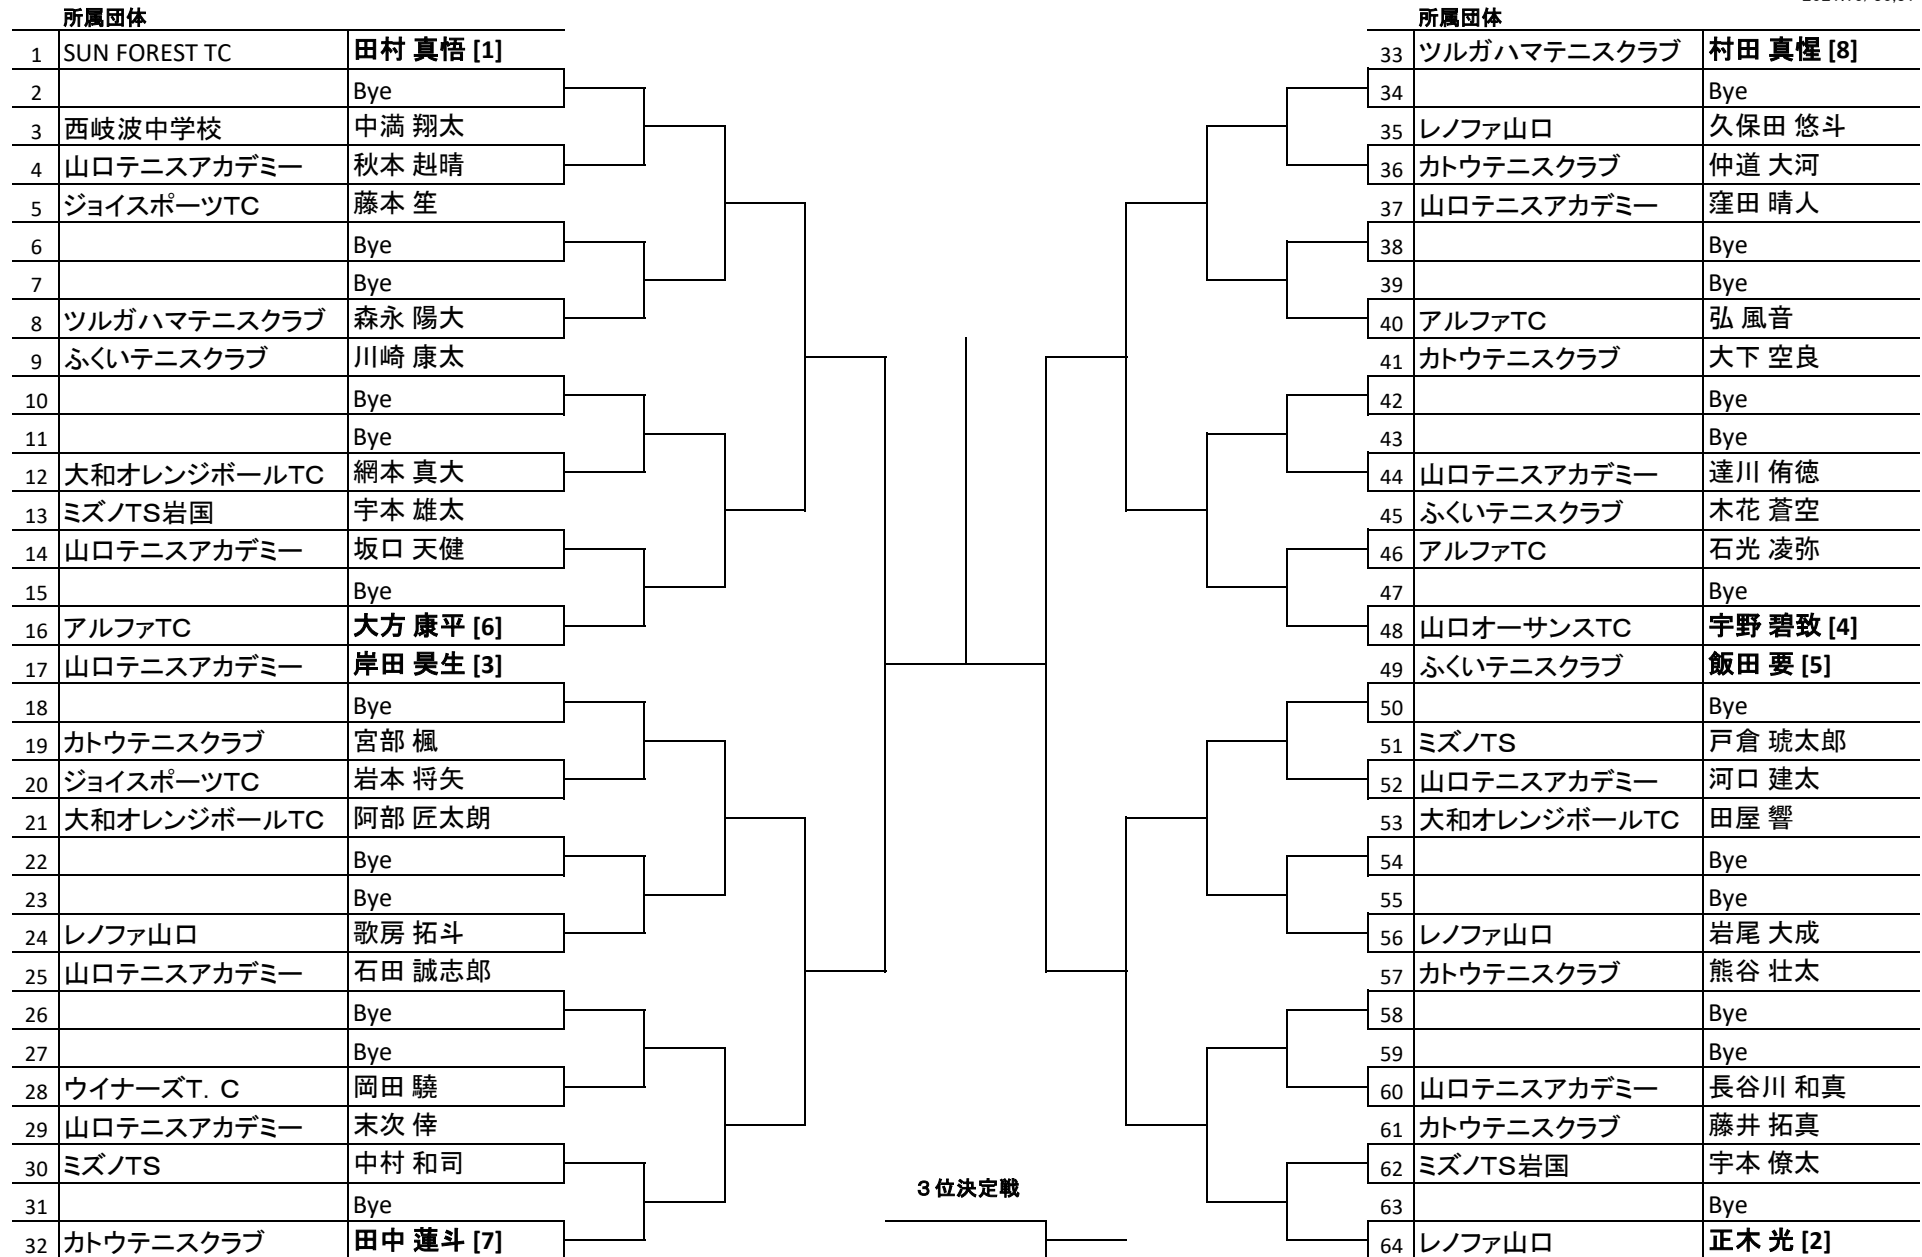 所属団体
1 SUN FOREST TC 田村 真悟 [1]
2 Bye
3 西岐波中学校 中満 翔太
4 山口テニスアカデミー 秋本 赳晴
5 ジョイスポーツTC 藤本 笙
6 Bye
7 Bye
8 ツルガハマテニスクラブ 森永 陽大
9 ふくいテニスクラブ 川崎 康太
10 Bye
11 Bye
12 大和オレンジボールTC 網本 真大
13 ミズノTS岩国 宇本 雄太
14 山口テニスアカデミー 坂口 天健
15 Bye
16 アルファTC 大方 康平 [6]
17 山口テニスアカデミー 岸田 昊生 [3]
18 Bye
19 カトウテニスクラブ 宮部 楓
20 ジョイスポーツTC 岩本 将矢
21 大和オレンジボールTC 阿部 匠太朗
22 Bye
23 Bye
24 レノファ山口 歌房 拓斗
25 山口テニスアカデミー 石田 誠志郎
26 Bye
27 Bye
28 ウイナーズT．C 岡田 驍
29 山口テニスアカデミー 末次 倖
30 ミズノTS 中村 和司
31 Bye
32 カトウテニスクラブ 田中 蓮斗 [7]
３位決定戦
所属団体
33 ツルガハマテニスクラブ 村田 真惺 [8]
34 Bye
35 レノファ山口 久保田 悠斗
36 カトウテニスクラブ 仲道 大河
37 山口テニスアカデミー 窪田 晴人
38 Bye
39 Bye
40 アルファTC 弘 風音
41 カトウテニスクラブ 大下 空良
42 Bye
43 Bye
44 山口テニスアカデミー 達川 侑徳
45 ふくいテニスクラブ 木花 蒼空
46 アルファTC 石光 凌弥
47 Bye
48 山口オーサンスTC 宇野 碧致 [4]
49 ふくいテニスクラブ 飯田 要 [5]
50 Bye
51 ミズノTS 戸倉 琥太郎
52 山口テニスアカデミー 河口 建太
53 大和オレンジボールTC 田屋 響
54 Bye
55 Bye
56 レノファ山口 岩尾 大成
57 カトウテニスクラブ 熊谷 壮太
58 Bye
59 Bye
60 山口テニスアカデミー 長谷川 和真
61 カトウテニスクラブ 藤井 拓真
62 ミズノTS岩国 宇本 僚太
63 Bye
64 レノファ山口 正木 光 [2]